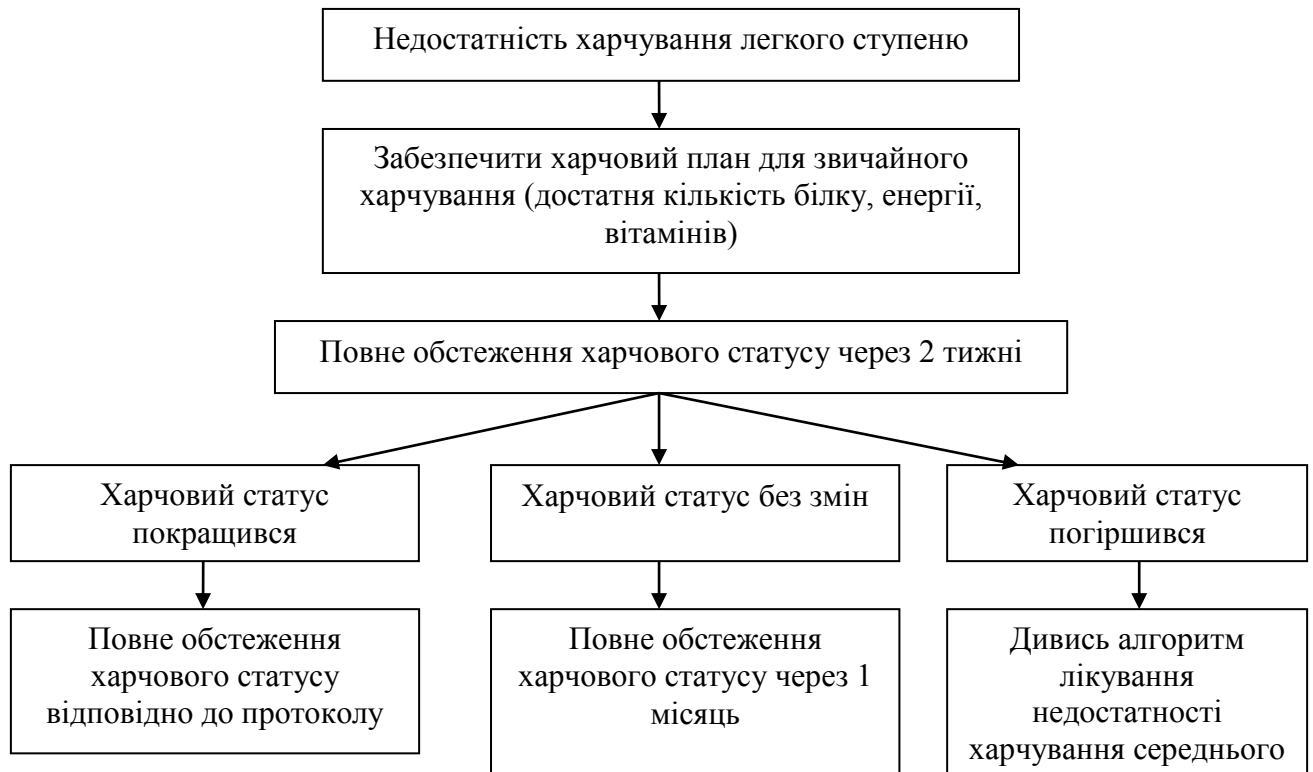 Недостатність харчування легкого ступеню
Забезпечити харчовий план для звичайного
харчування (достатня кількість білку, енергії,
вітамінів)
Повне обстеження харчового статусу через 2 тижні
Харчовий статус
покращився
Харчовий статус без змін
Харчовий статус
погіршився
Повне обстеження
харчового статусу
відповідно до протоколу
Повне обстеження
харчового статусу через 1
місяць
Дивись алгоритм
лікування
недостатності
харчування середнього